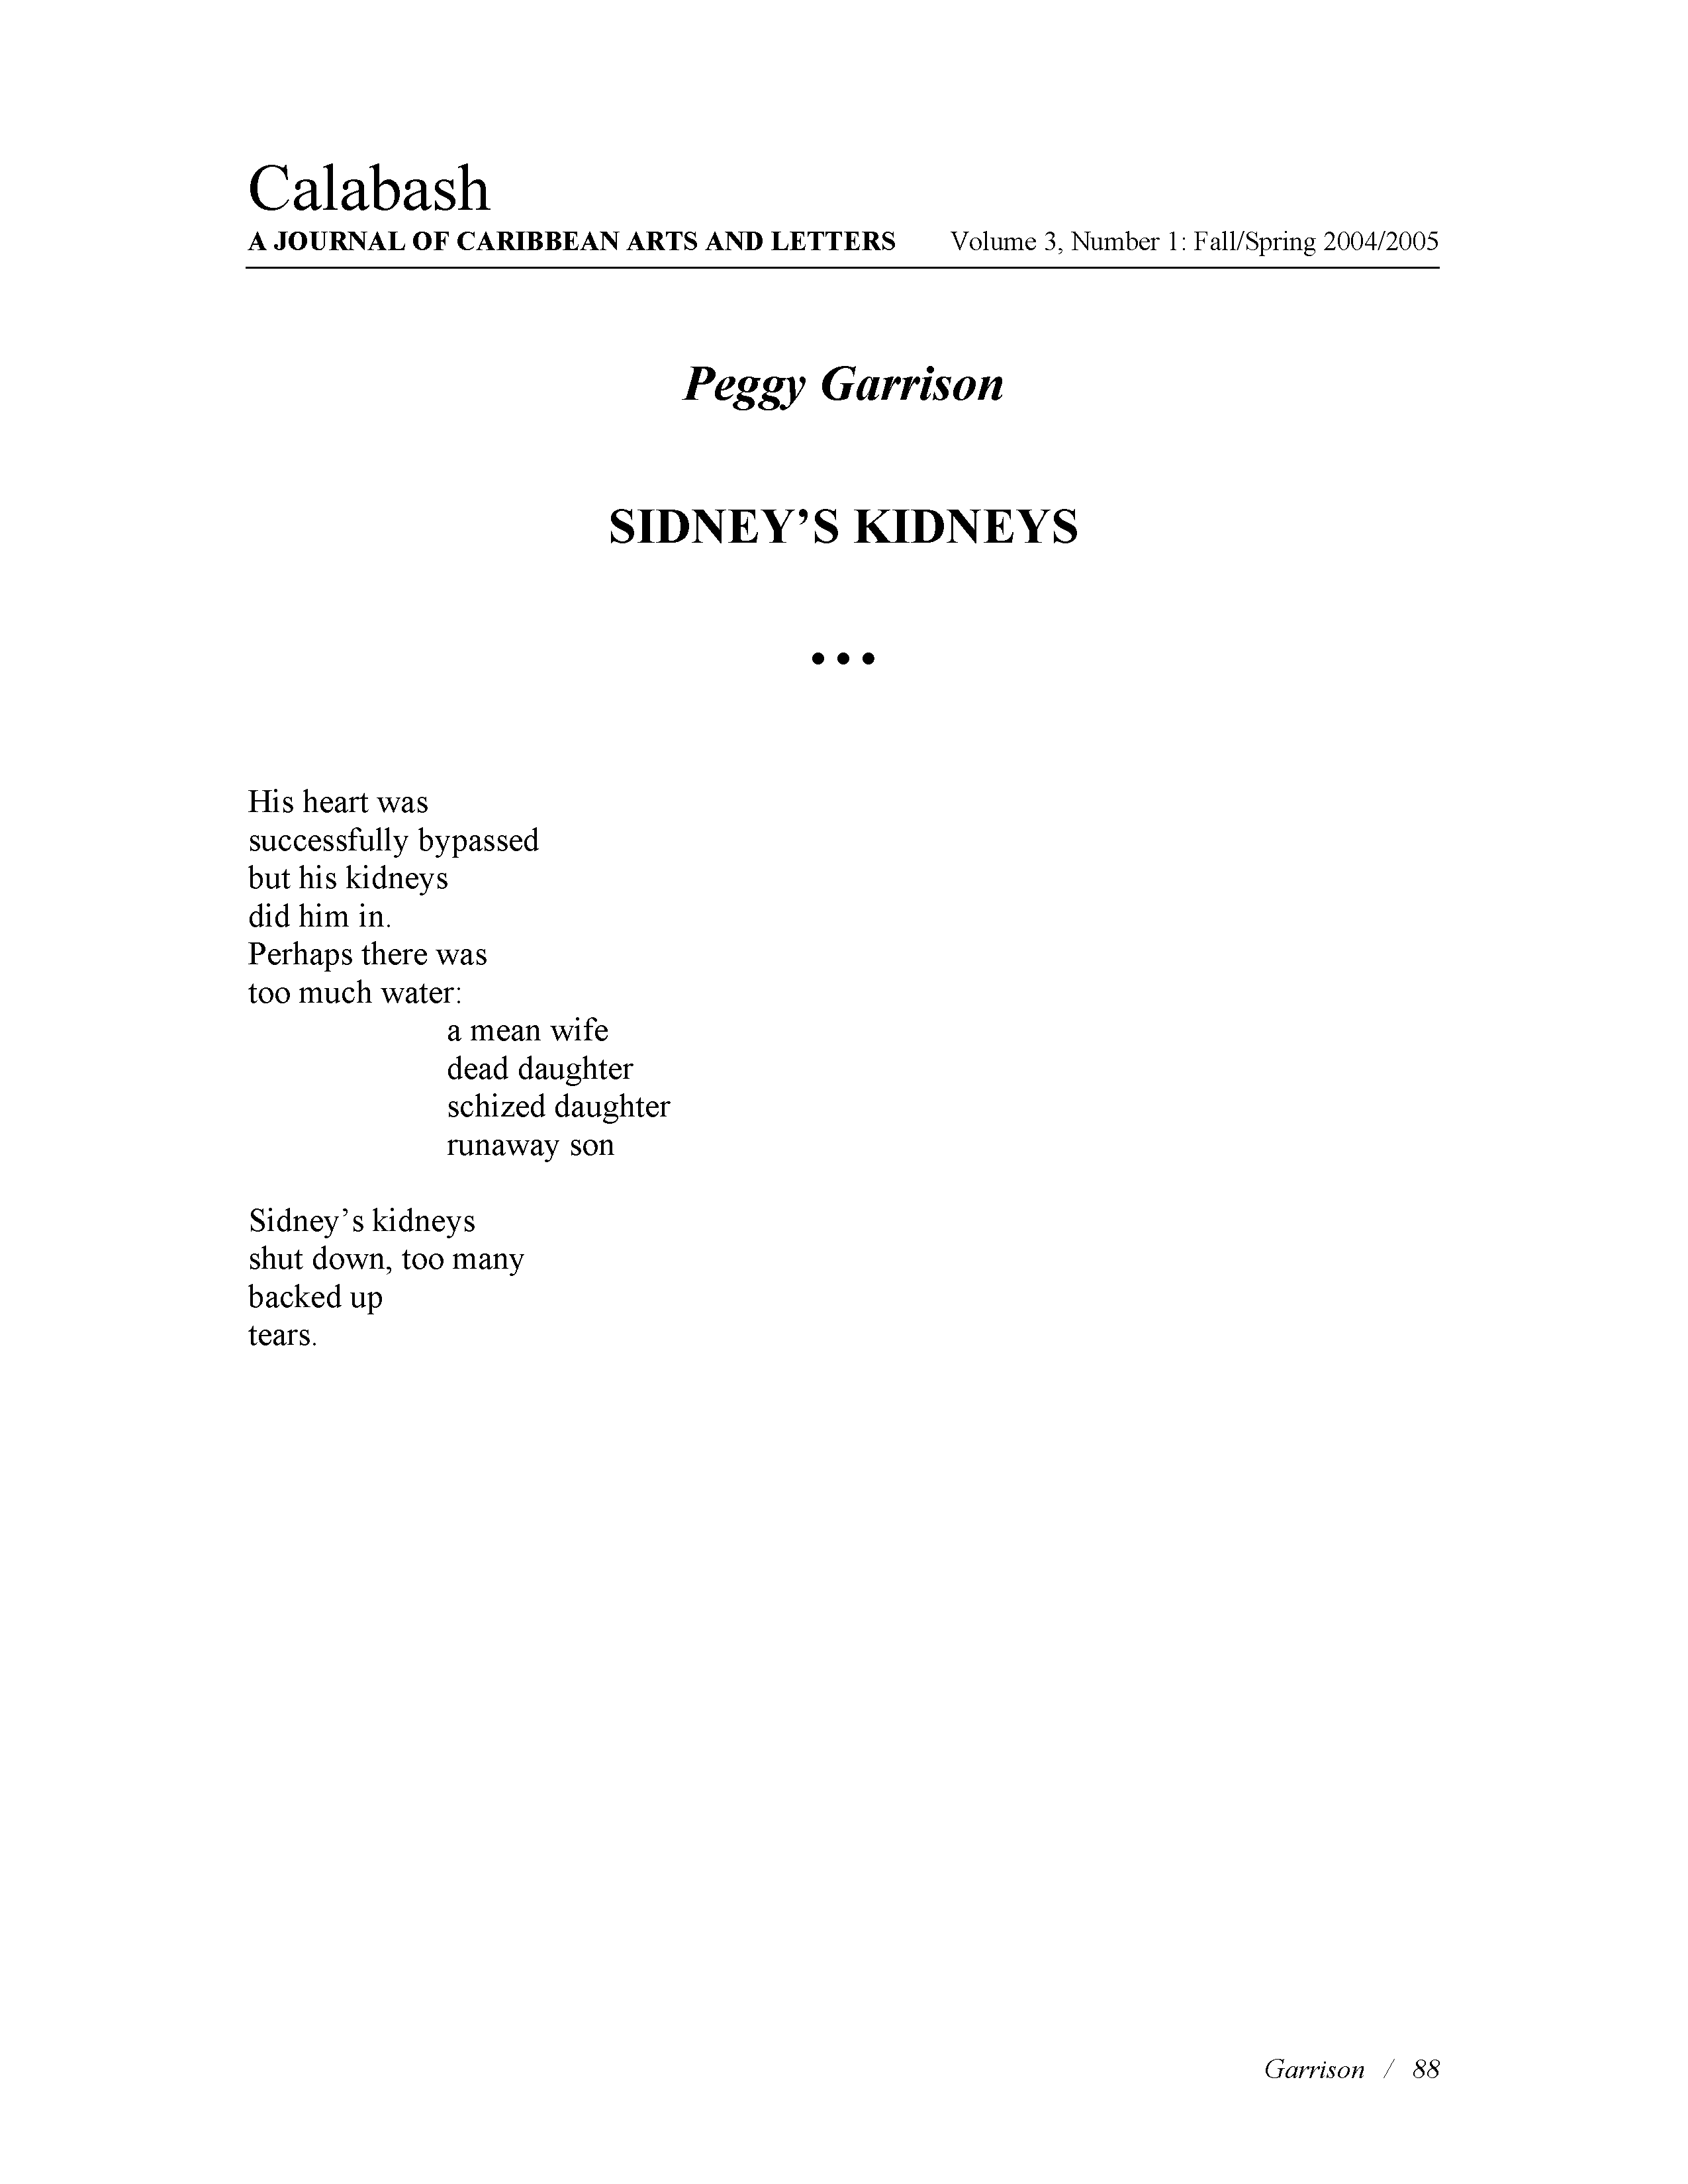 Calabash
A JOURNAL OF CARIBBEAN ARTS AND LETTERS Volume 3, Number 1: Fall/Spring 2004/2005
Peggy Garrison
SIDNEY’S KIDNEYS
• • •
His heart was
successfully bypassed
but his kidneys
did him in.
Perhaps there was
too much water:
a mean wife
dead daughter
schized daughter
runaway son
Sidney’s kidneys
shut down, too many
backed up
tears.
Garrison / 88